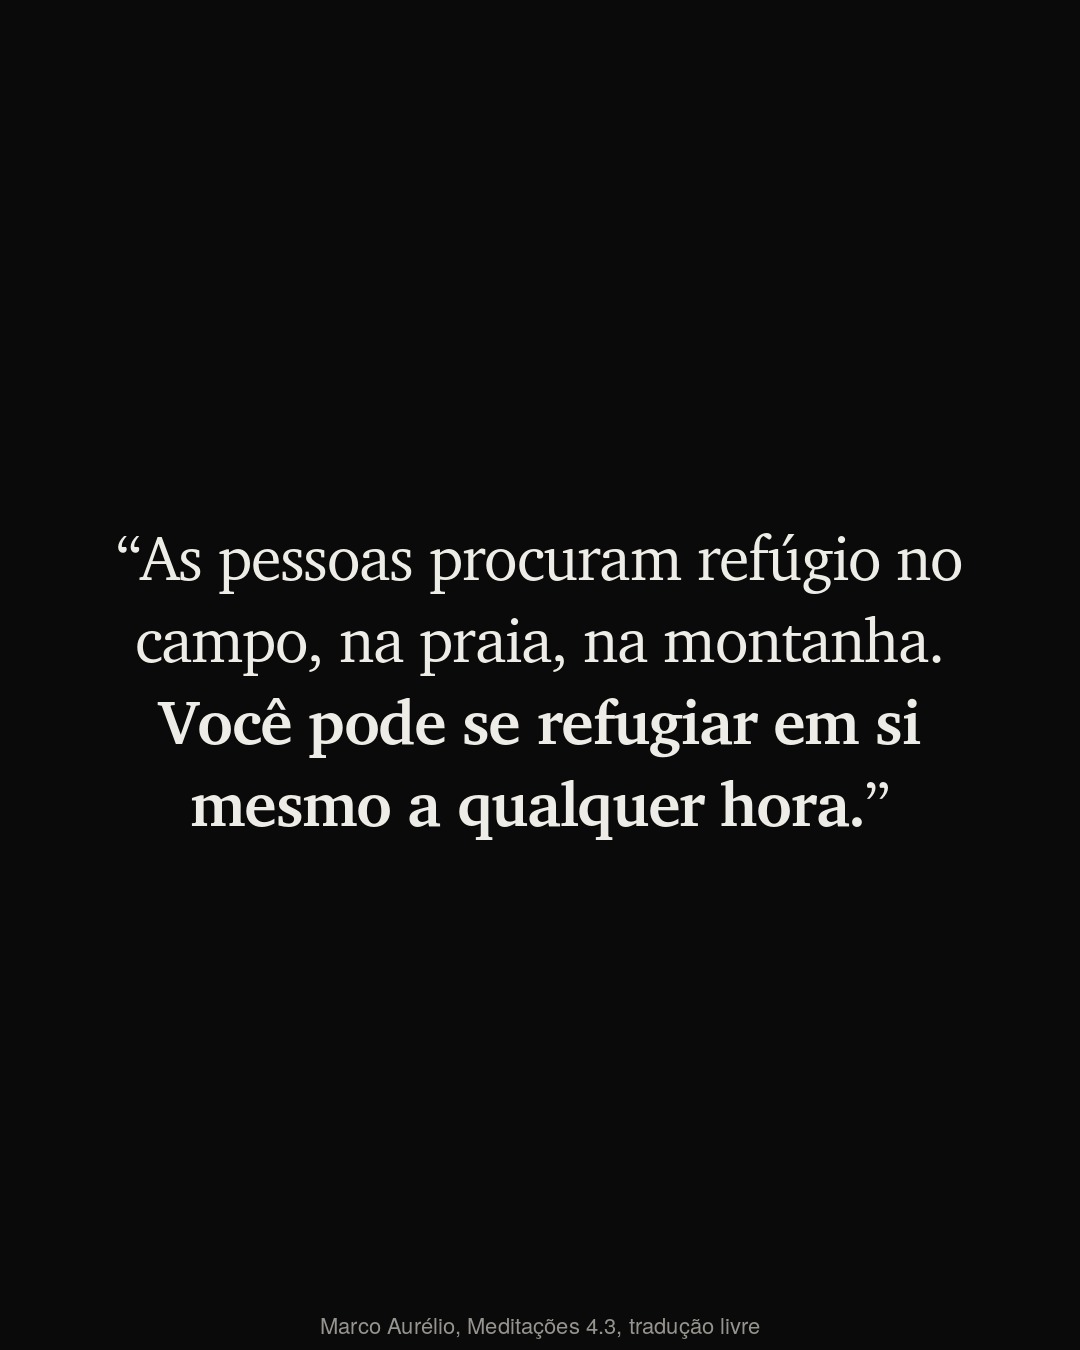 “As pessoas procuram refúgio no
campo, na praia, na montanha.
Você pode se refugiar em si
mesmo a qualquer hora.”
Marco Aurélio, Meditações 4.3, tradução livre